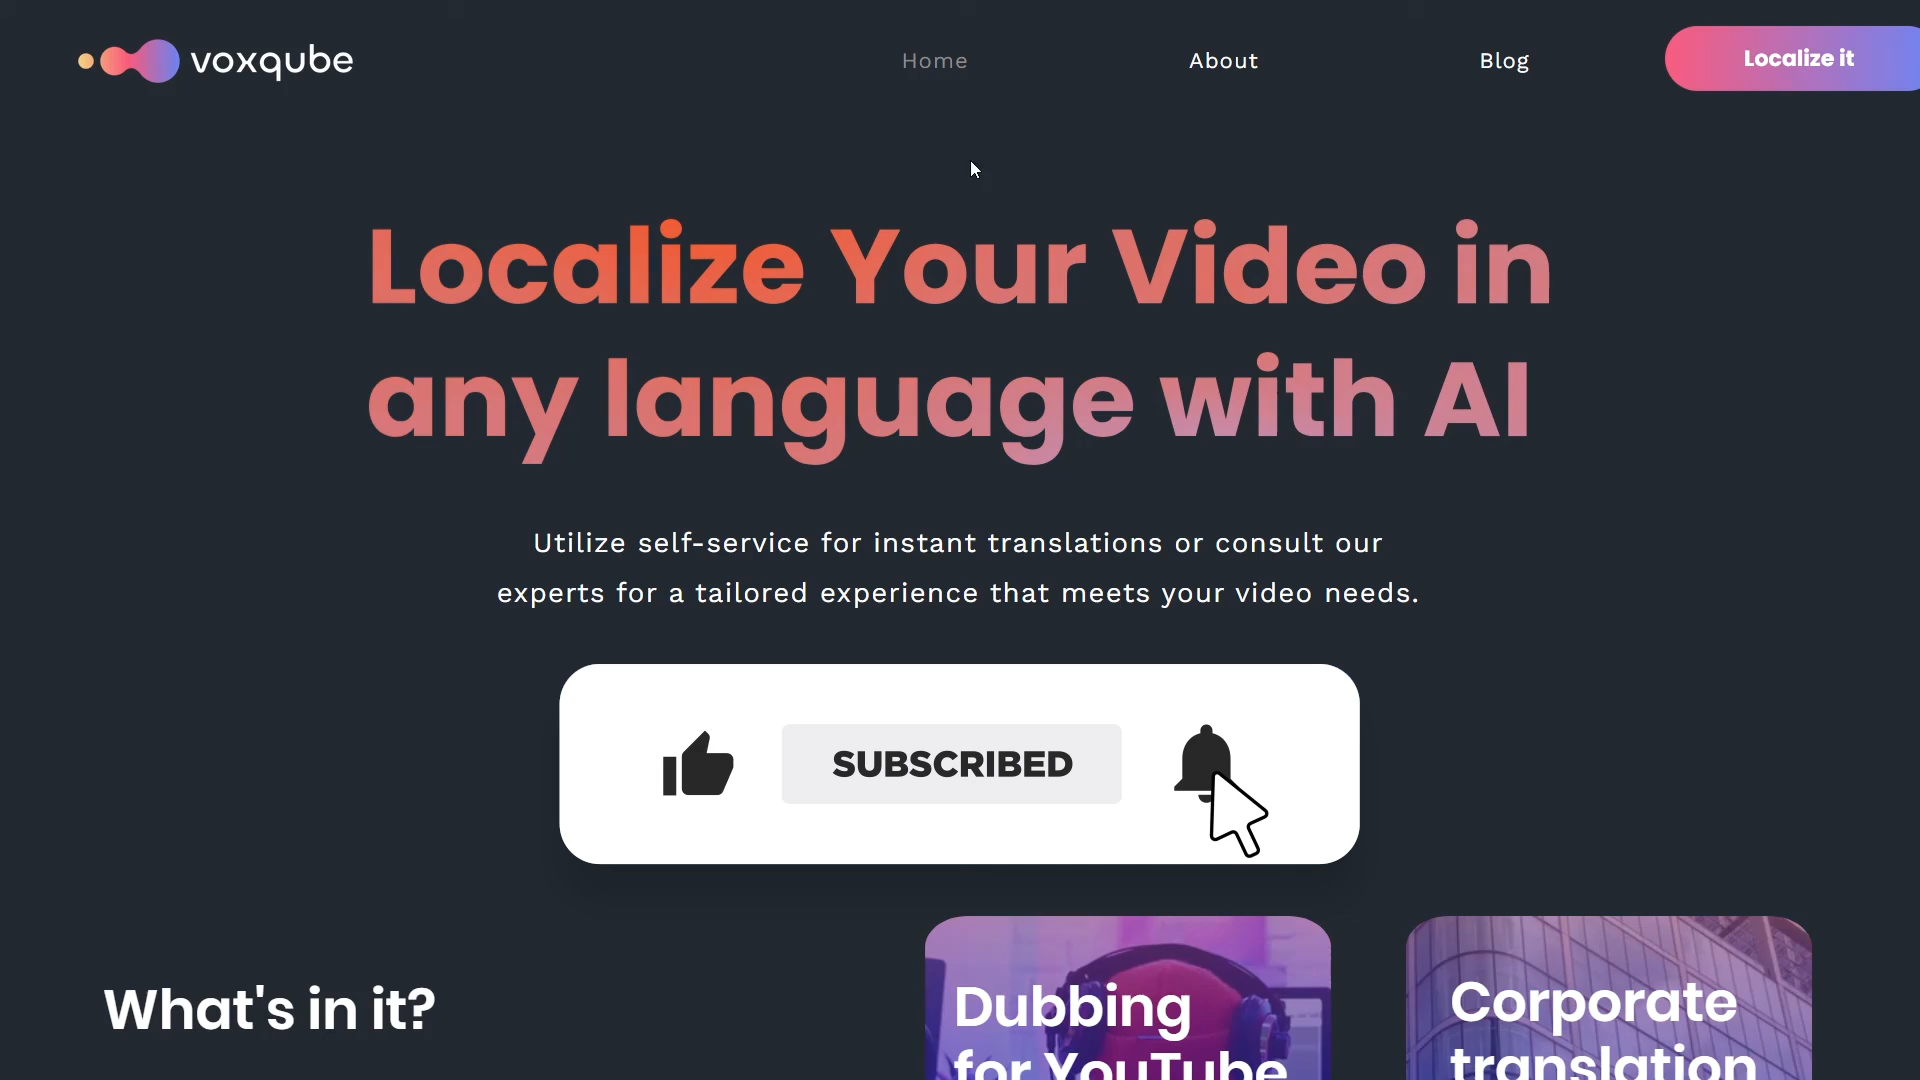 voxqube
Home
About
Blog
Localize it
Localize Your Video in
any language with AI
Utilize self-service for instant translations or consult our
experts for a tailored experience that meets your video needs.
SUBSCRIBED
What's in it?
Dubbing
for YouTube
Corporate
translation